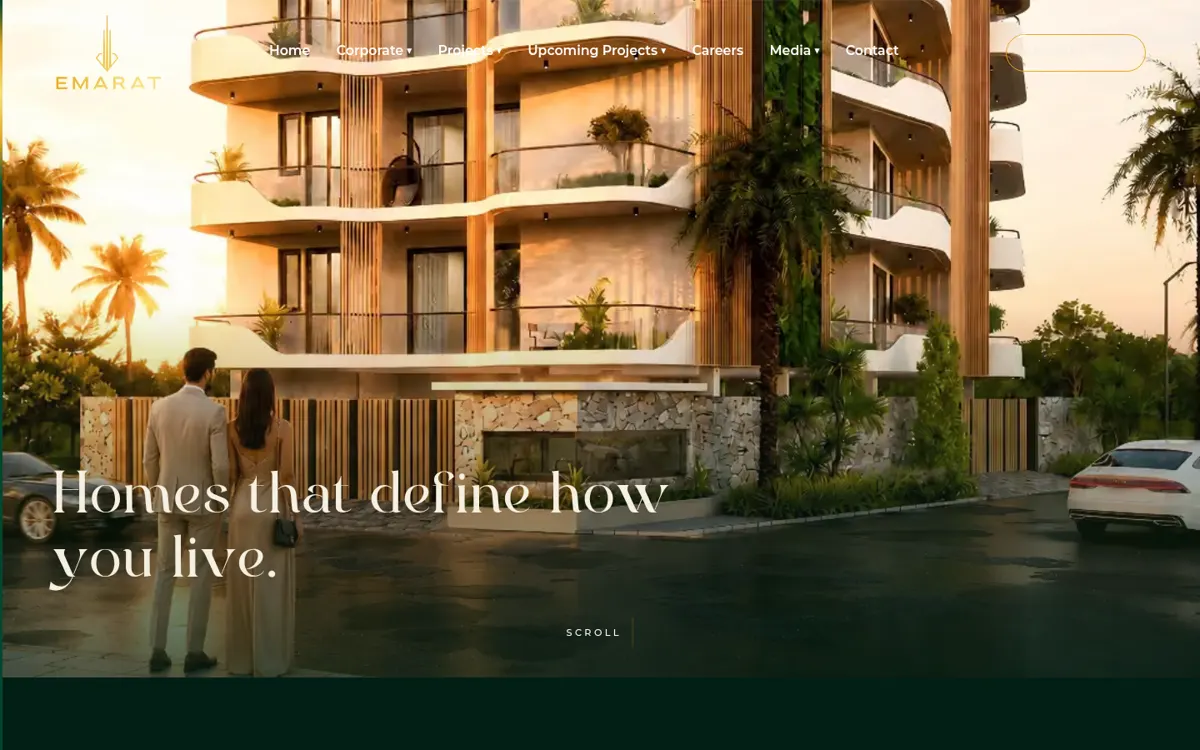 EMARAT
Home Corporate ▾ Projects ▾ Upcoming Projects ▾ Careers Media ▾ Contact
Homes that define how
you live.
SCROLL